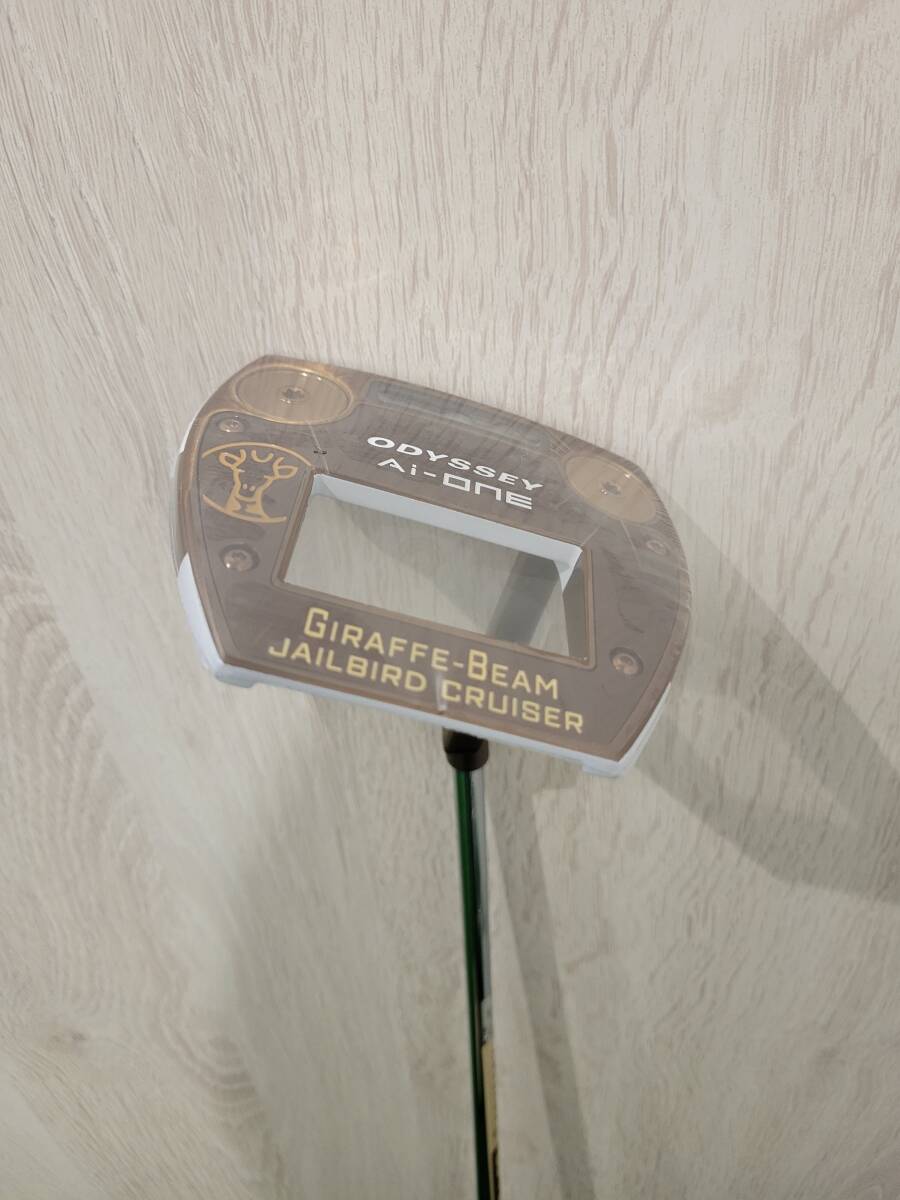 ODYSSEY
Ai-ONE
GIRAFFE-BEAM
JAILBIRD CRUISER